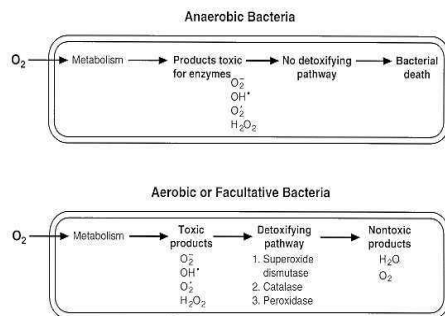 Anaerobic Bacteria
O₂ Metabolism Products toxic No detoxifying Bacterial
for enzymes pathway death
O₂⁻
OH•
O₂•
H₂O₂
Aerobic or Facultative Bacteria
O₂ Metabolism Toxic Detoxifying Nontoxic
products pathway products
O₂⁻ 1. Superoxide H₂O
OH• dismutase O₂
O₂• 2. Catalase
H₂O₂ 3. Peroxidase